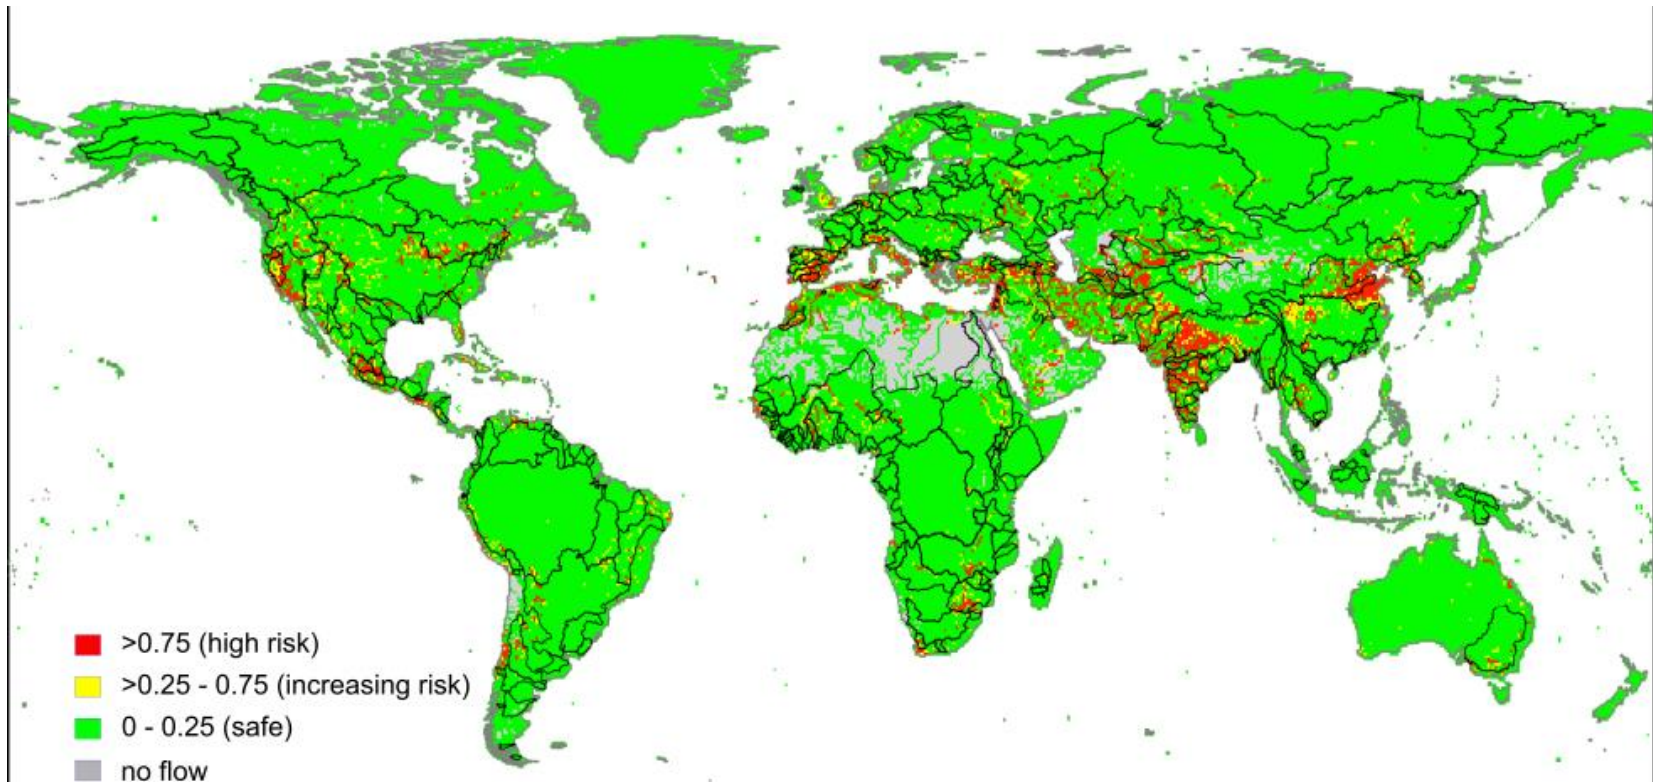 >0.75 (high risk)
>0.25 - 0.75 (increasing risk)
0 - 0.25 (safe)
no flow